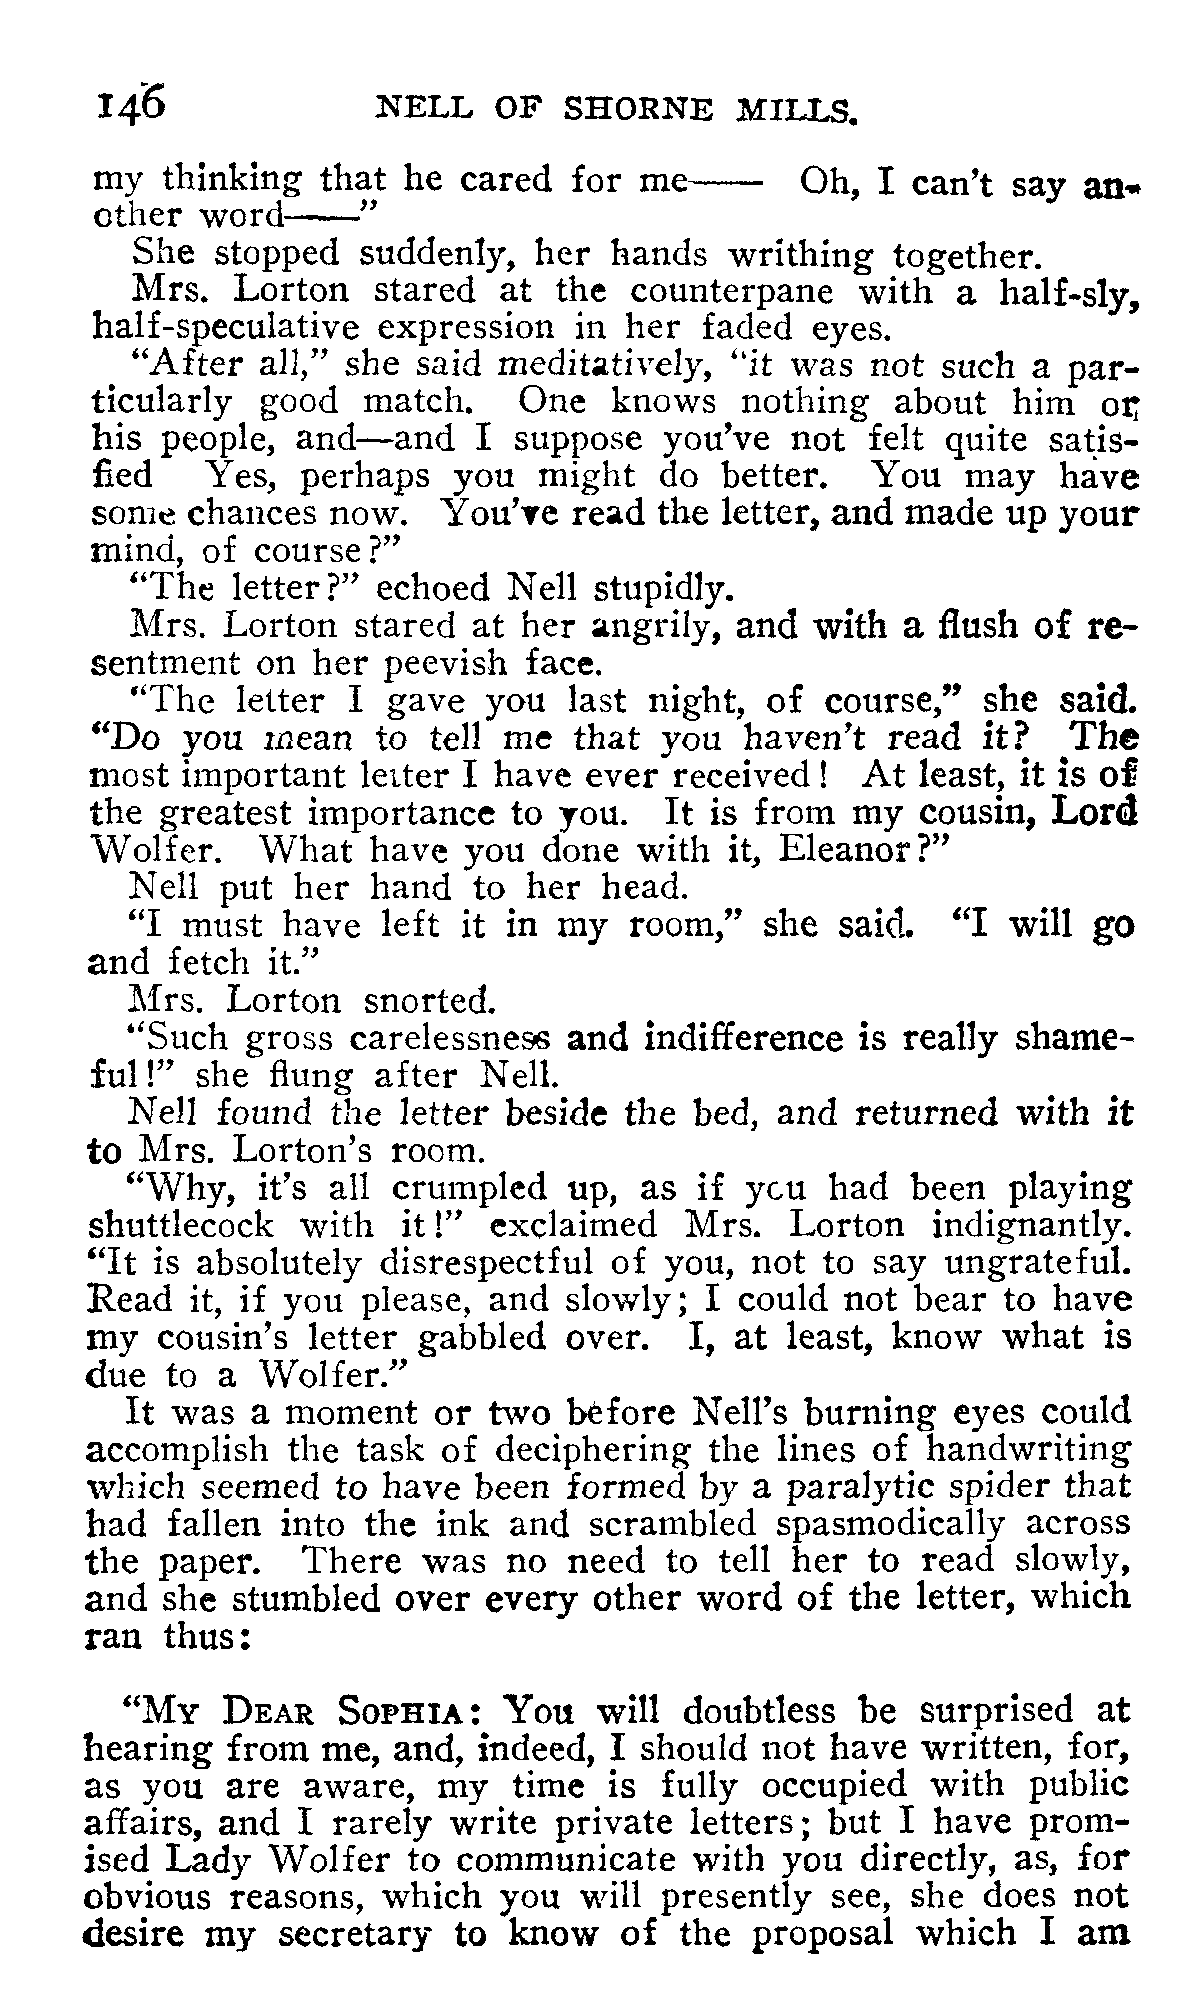 146 NELL OF SHORNE MILLS.
my thinking that he cared for me—— Oh, I can't say an-
other word——"
She stopped suddenly, her hands writhing together.
Mrs. Lorton stared at the counterpane with a half-sly,
half-speculative expression in her faded eyes.
"After all," she said meditatively, "it was not such a par-
ticularly good match. One knows nothing about him or
his people, and—and I suppose you've not felt quite satis-
fied Yes, perhaps you might do better. You may have
some chances now. You've read the letter, and made up your
mind, of course?"
"The letter?" echoed Nell stupidly.
Mrs. Lorton stared at her angrily, and with a flush of re-
sentment on her peevish face.
"The letter I gave you last night, of course," she said.
"Do you mean to tell me that you haven't read it? The
most important letter I have ever received! At least, it is of
the greatest importance to you. It is from my cousin, Lord
Wolfer. What have you done with it, Eleanor?"
Nell put her hand to her head.
"I must have left it in my room," she said. "I will go
and fetch it."
Mrs. Lorton snorted.
"Such gross carelessness and indifference is really shame-
ful!" she flung after Nell.
Nell found the letter beside the bed, and returned with it
to Mrs. Lorton's room.
"Why, it's all crumpled up, as if you had been playing
shuttlecock with it!" exclaimed Mrs. Lorton indignantly.
"It is absolutely disrespectful of you, not to say ungrateful.
Read it, if you please, and slowly; I could not bear to have
my cousin's letter gabbled over. I, at least, know what is
due to a Wolfer."
It was a moment or two before Nell's burning eyes could
accomplish the task of deciphering the lines of handwriting
which seemed to have been formed by a paralytic spider that
had fallen into the ink and scrambled spasmodically across
the paper. There was no need to tell her to read slowly,
and she stumbled over every other word of the letter, which
ran thus:
"My Dear Sophia: You will doubtless be surprised at
hearing from me, and, indeed, I should not have written, for,
as you are aware, my time is fully occupied with public
affairs, and I rarely write private letters; but I have prom-
ised Lady Wolfer to communicate with you directly, as, for
obvious reasons, which you will presently see, she does not
desire my secretary to know of the proposal which I am